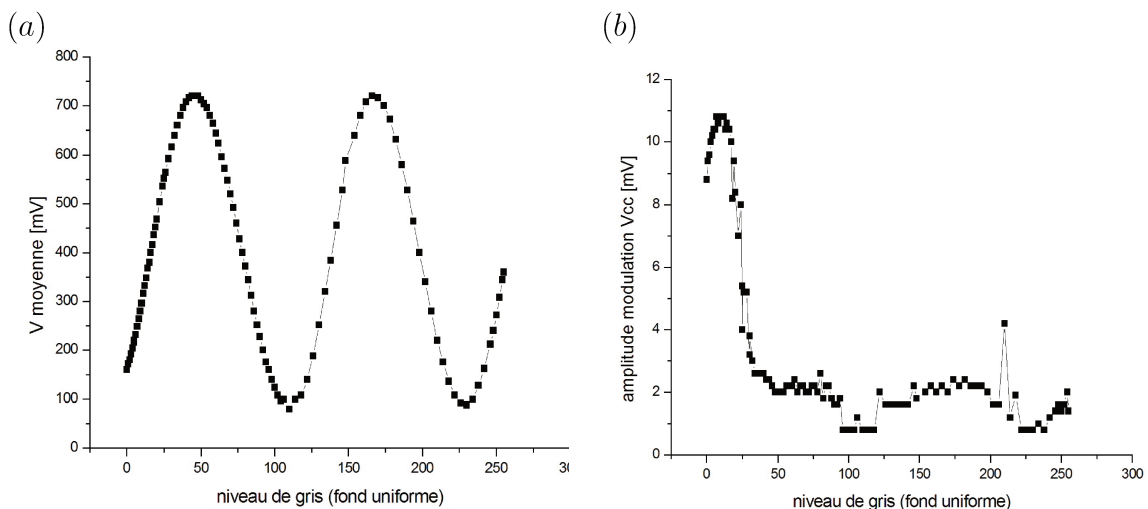 (a)
800
700
600
500
400
300
200
100
0
V moyenne [mV]
0 50 100 150 200 250 30
niveau de gris (fond uniforme)
(b)
12
10
8
6
4
2
0
amplitude modulation Vcc [mV]
0 50 100 150 200 250 300
niveau de gris (fond uniforme)